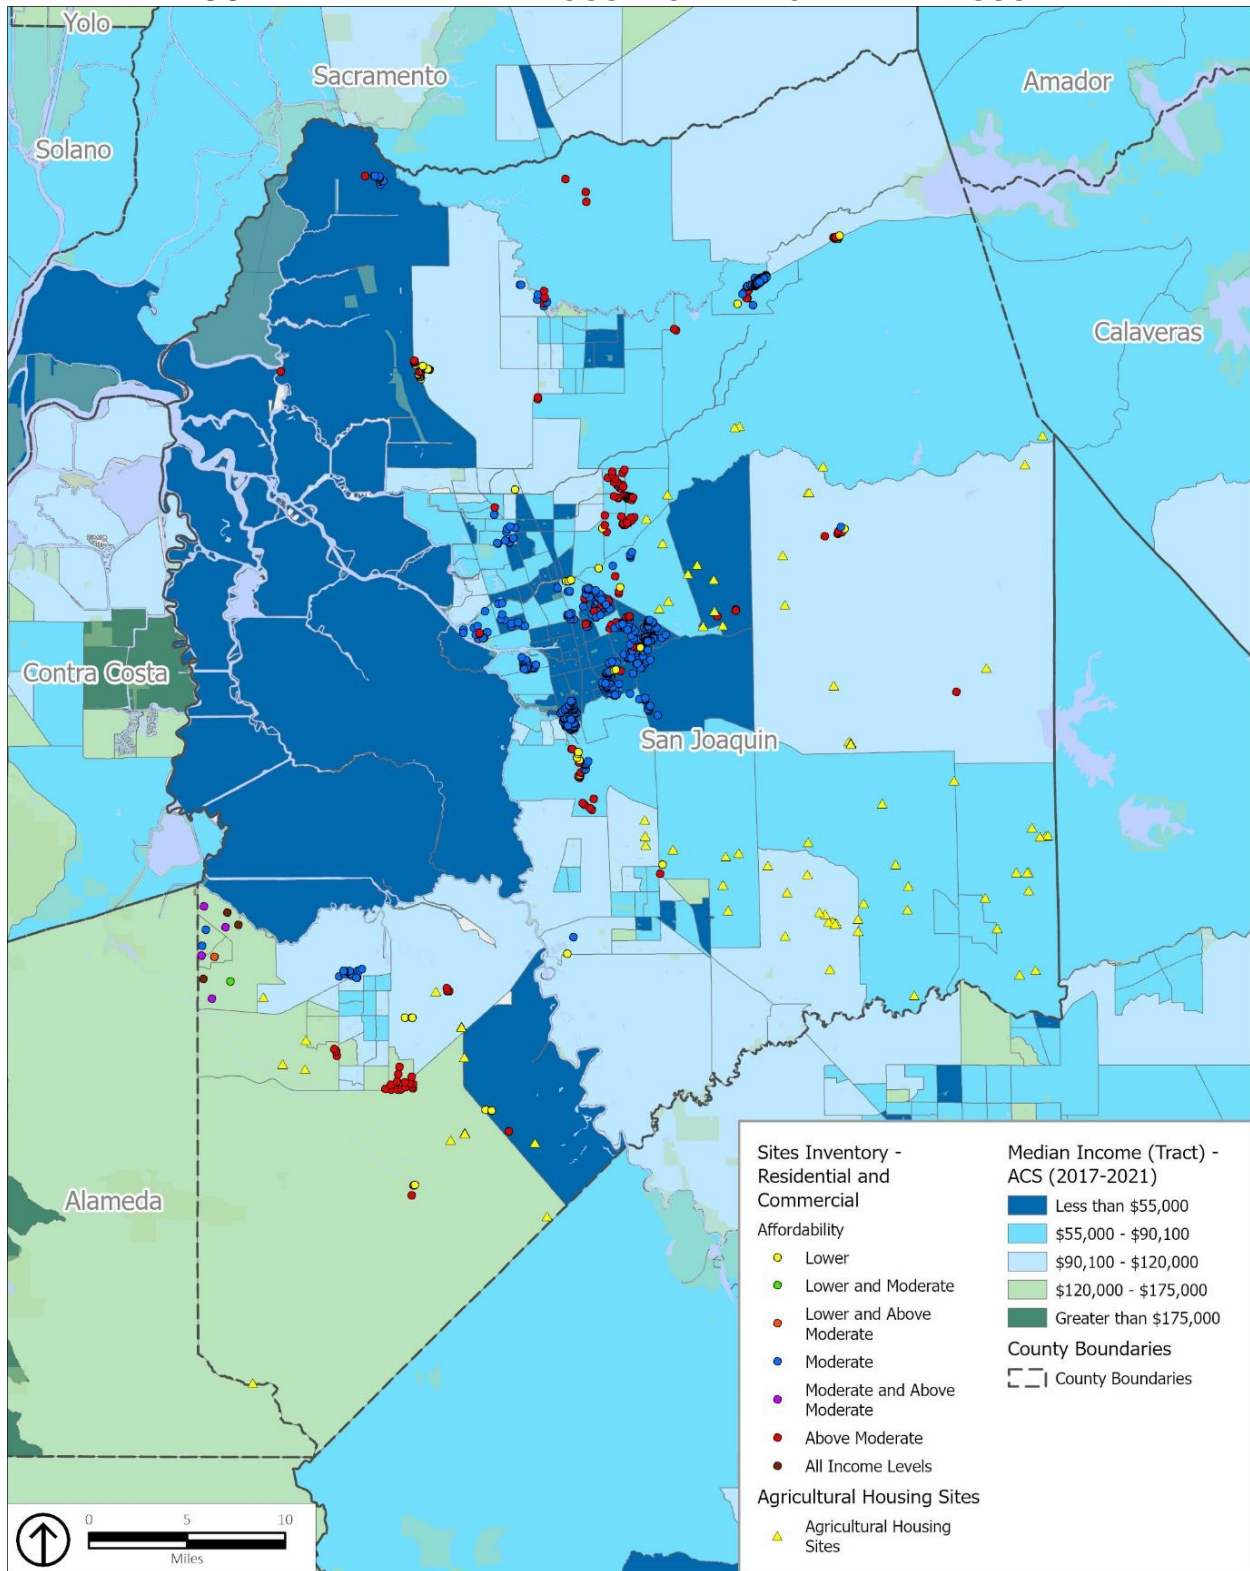 Yolo
Sacramento
Amador
Solano
Calaveras
Contra Costa
San Joaquin
Alameda
Sites Inventory -
Residential and
Commercial
Affordability
Lower
Lower and Moderate
Lower and Above
Moderate
Moderate
Moderate and Above
Moderate
Above Moderate
All Income Levels
Agricultural Housing Sites
Agricultural Housing
Sites
Median Income (Tract) -
ACS (2017-2021)
Less than $55,000
$55,000 - $90,100
$90,100 - $120,000
$120,000 - $175,000
Greater than $175,000
County Boundaries
County Boundaries
0 5 10
Miles